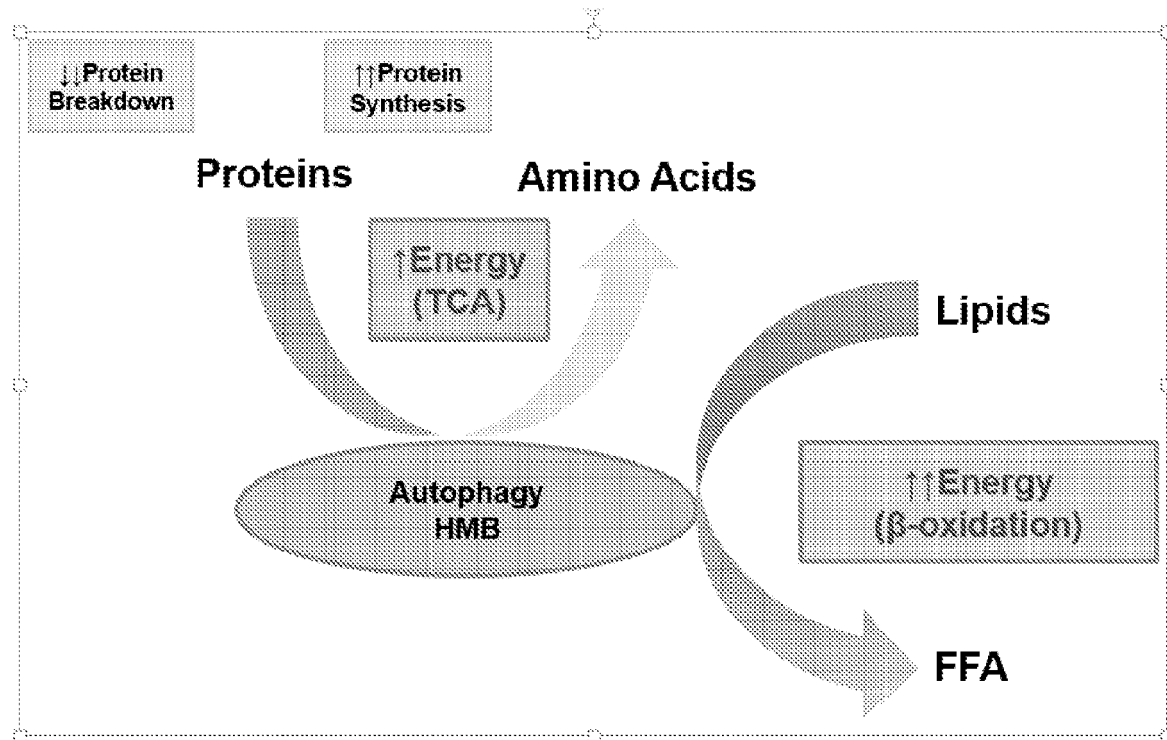 ↓↓Protein
Breakdown
↑↑Protein
Synthesis
Proteins
Amino Acids
↑Energy
(TCA)
Lipids
Autophagy
HMB
↑↑Energy
(β-oxidation)
FFA